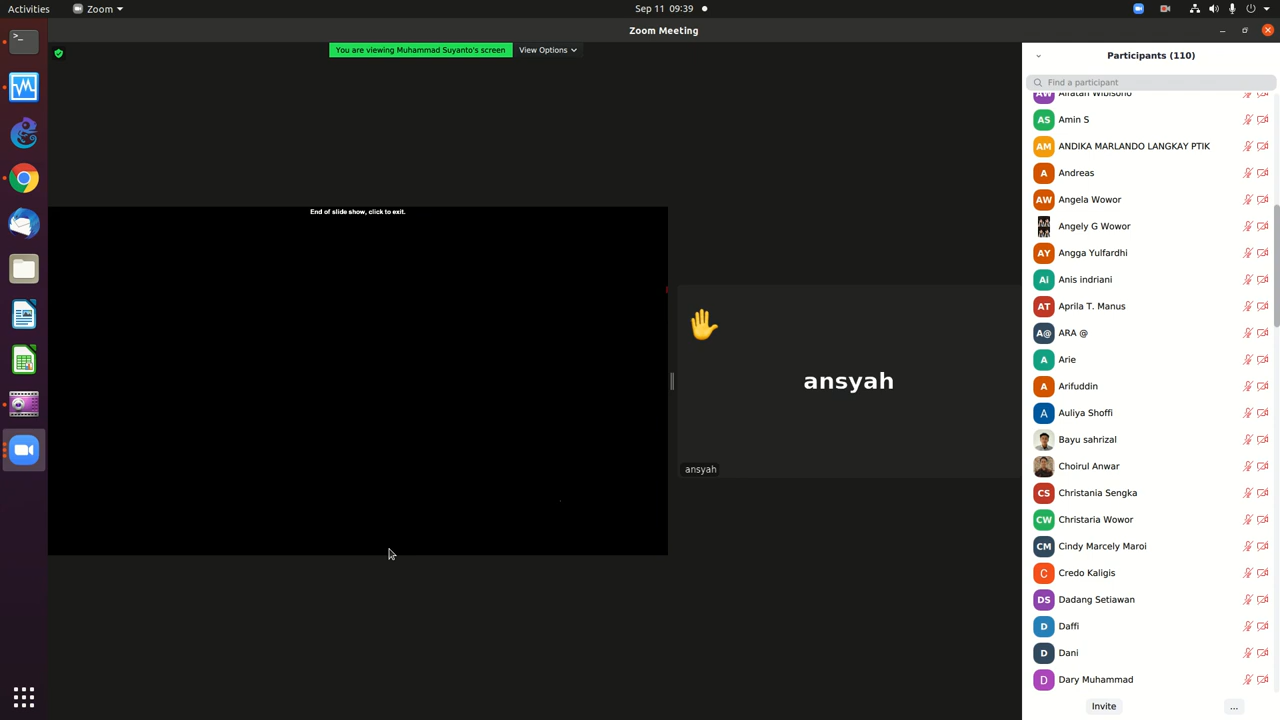 Activities
Zoom
Sep 11 09:39
Zoom Meeting
You are viewing Muhammad Suyanto's screen
View Options
Participants (110)
Find a participant
AW Alfatan Wibisono
AS Amin S
AM ANDIKA MARLANDO LANGKAY PTIK
A Andreas
AW Angela Wowor
Angely G Wowor
AY Angga Yulfardhi
Ai Anis indriani
AT Aprila T. Manus
A@ ARA @
A Arie
A Arifuddin
A Auliya Shoffi
Bayu sahrizal
Choirul Anwar
CS Christania Sengka
CW Christaria Wowor
CM Cindy Marcely Maroi
C Credo Kaligis
DS Dadang Setiawan
D Daffi
D Dani
D Dary Muhammad
Invite
...
End of slide show, click to exit.
ansyah
ansyah